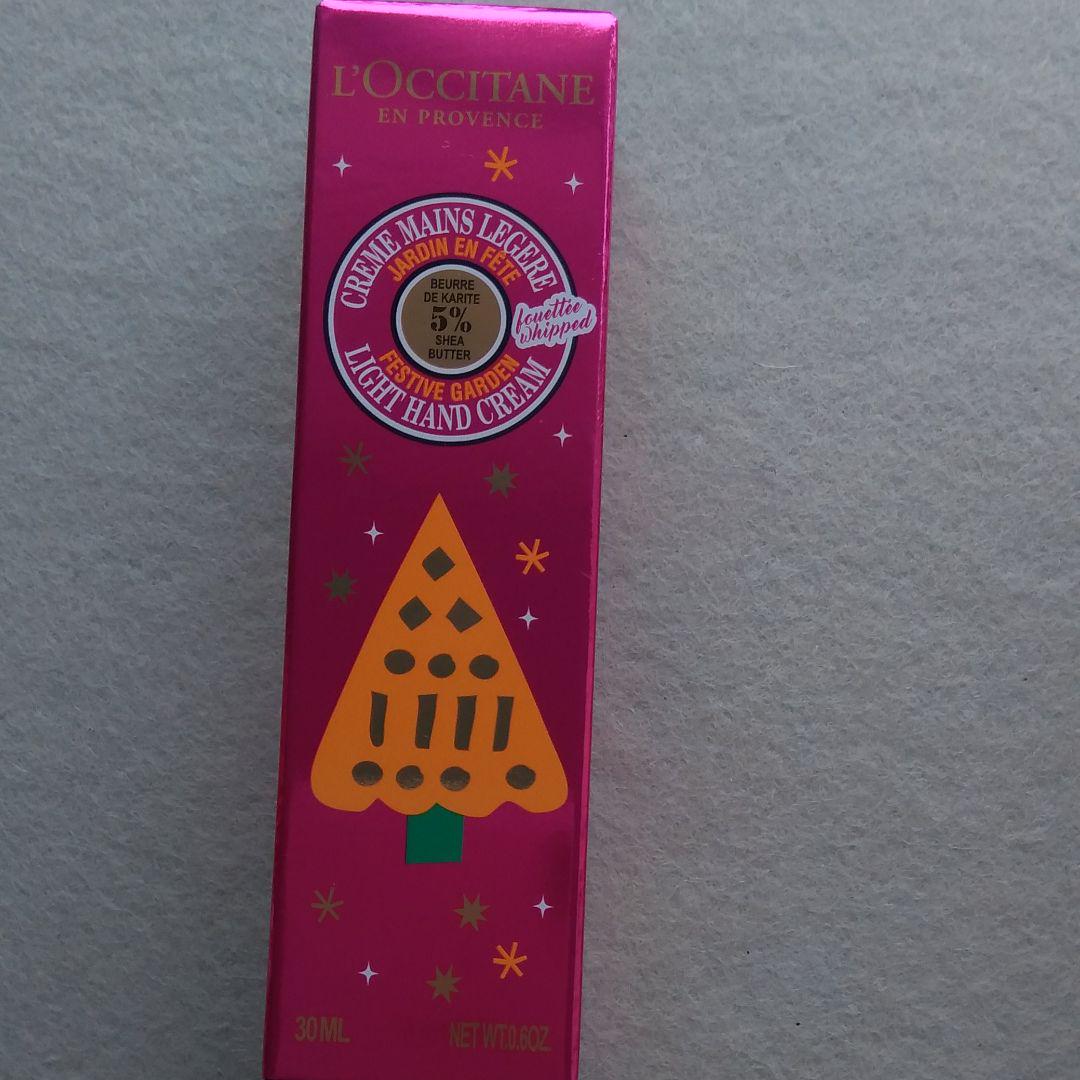 L'OCCITANE
EN PROVENCE
CREME MAINS LEGERE
JARDIN EN FÊTE
BEURRE
DE KARITE
5%
SHEA
BUTTER
fouettée
whipped
FESTIVE GARDEN
LIGHT HAND CREAM
30 ML
NET WT.0.6OZ.